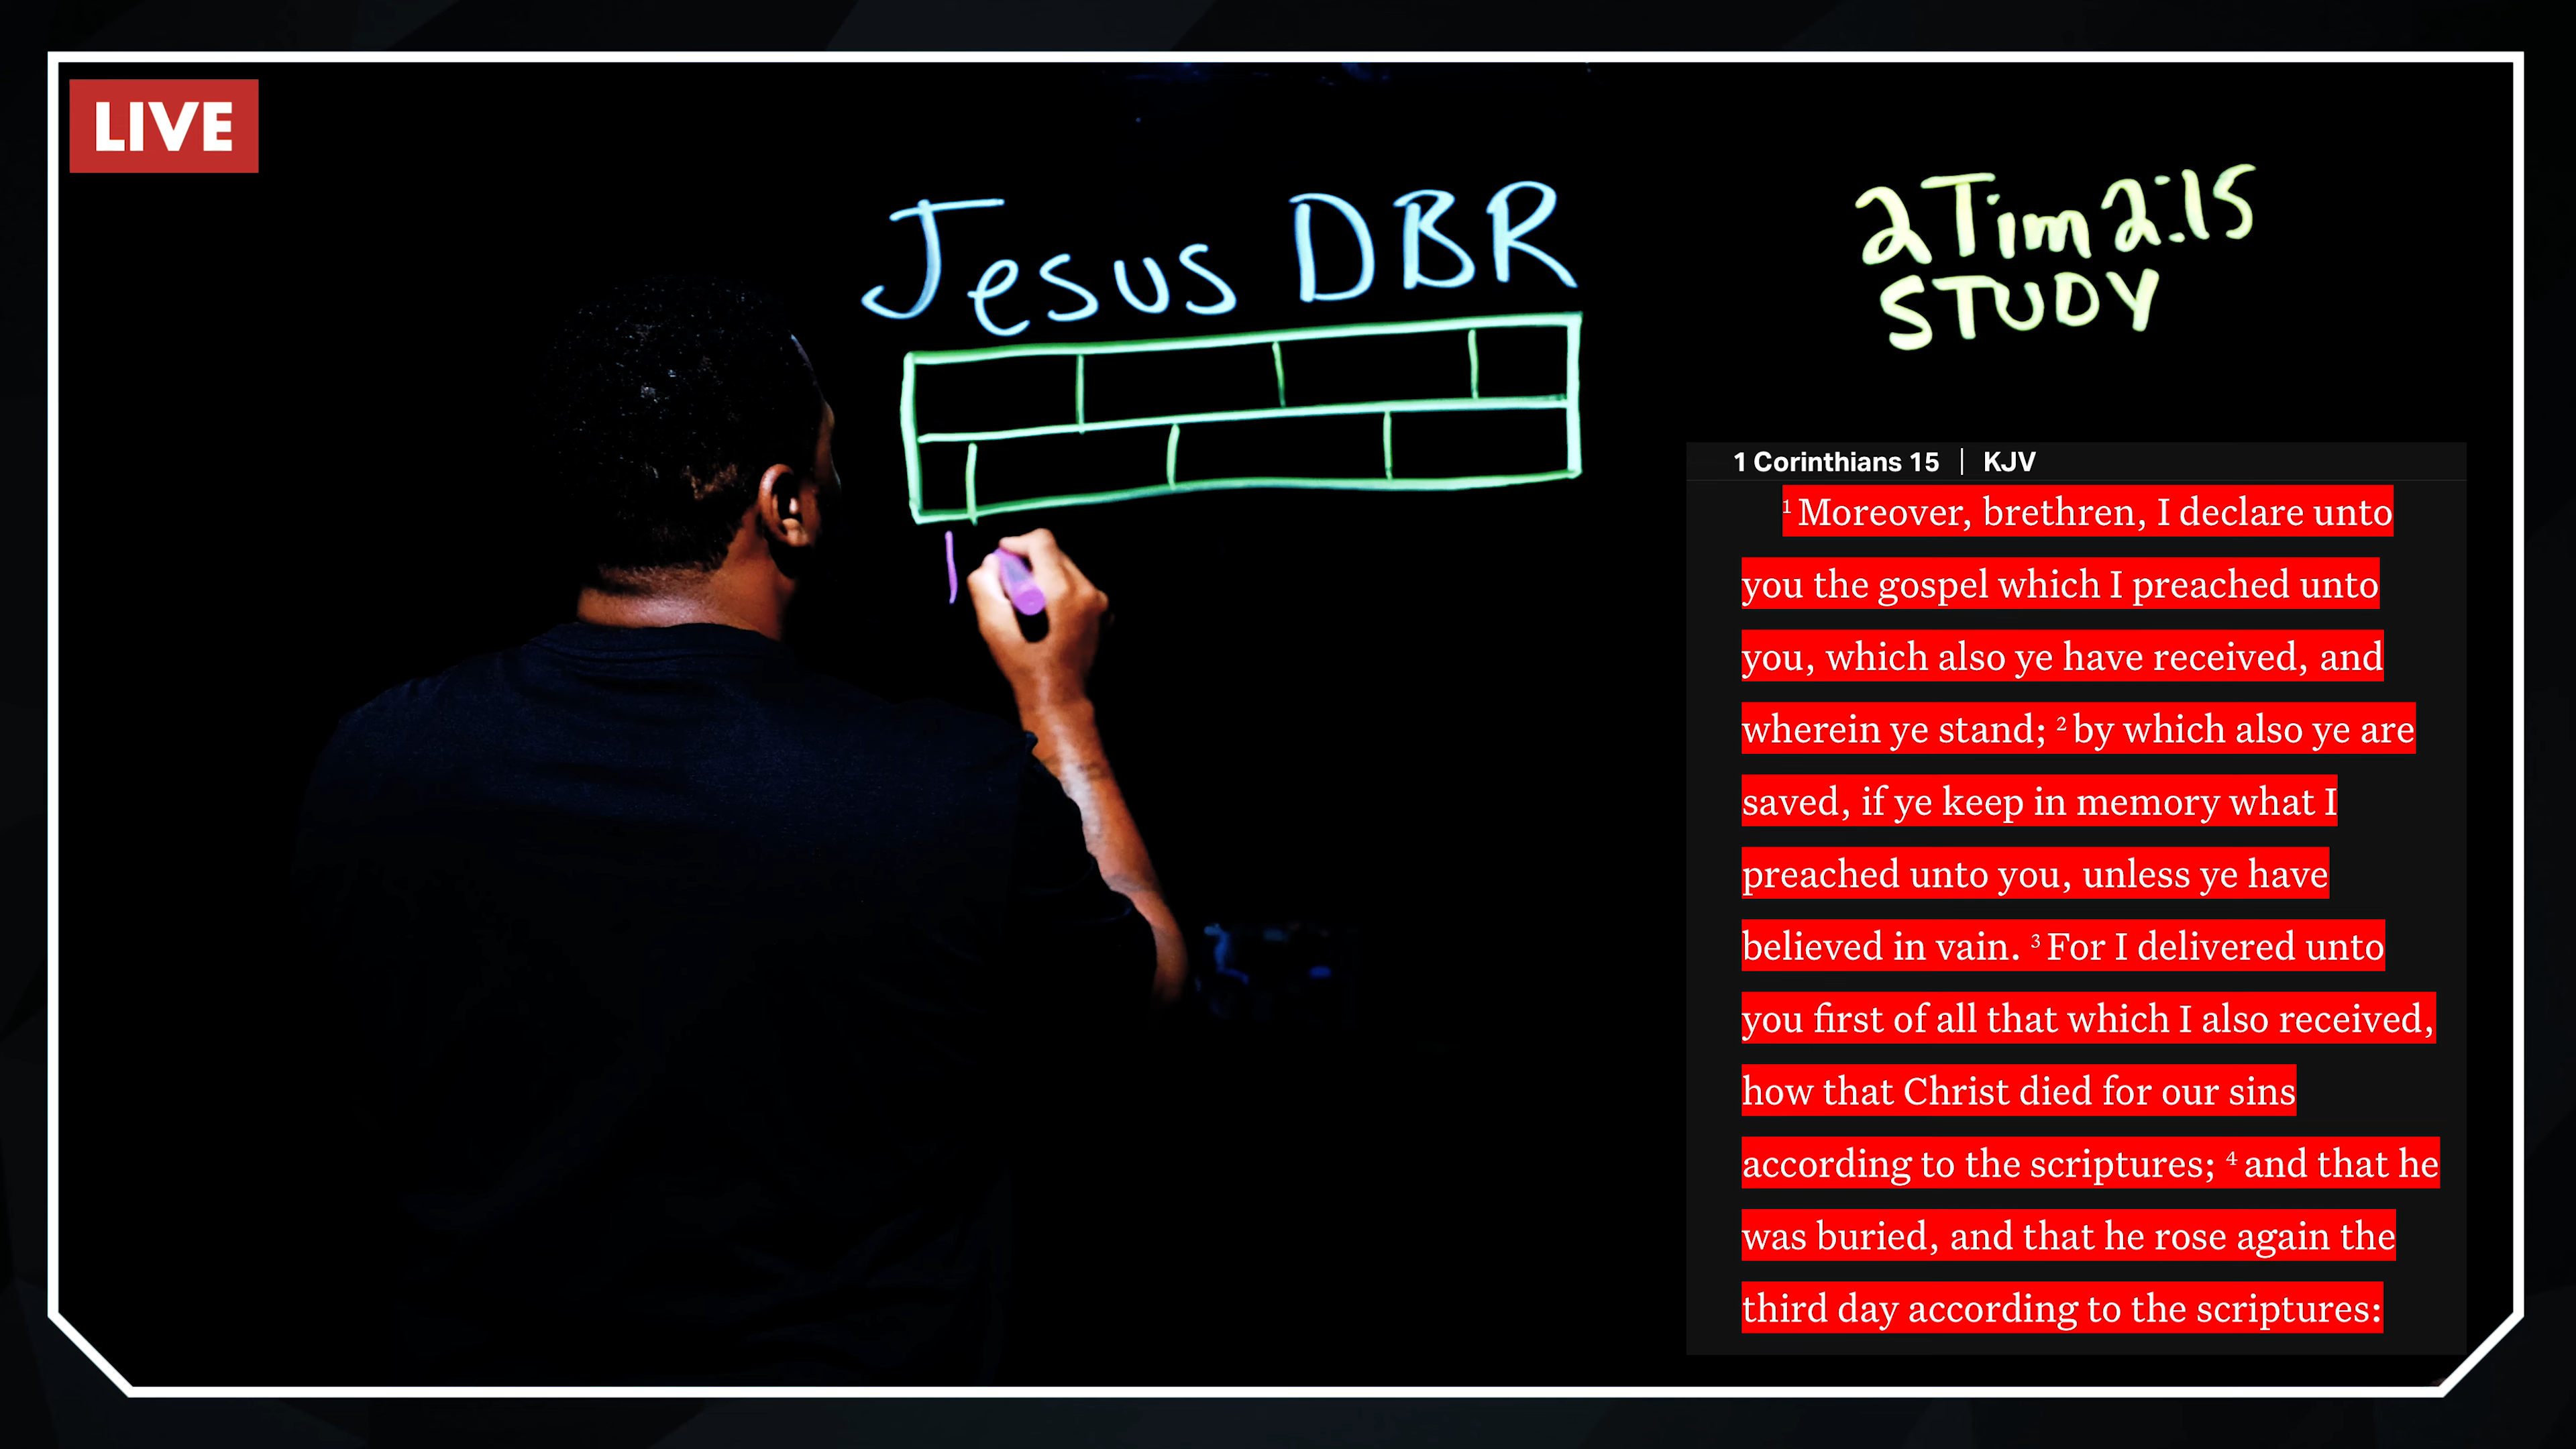 LIVE
Jesus DBR
2 Tim 2:15
STUDY
1 Corinthians 15 | KJV
1 Moreover, brethren, I declare unto
you the gospel which I preached unto
you, which also ye have received, and
wherein ye stand; 2 by which also ye are
saved, if ye keep in memory what I
preached unto you, unless ye have
believed in vain. 3 For I delivered unto
you first of all that which I also received,
how that Christ died for our sins
according to the scriptures; 4 and that he
was buried, and that he rose again the
third day according to the scriptures: